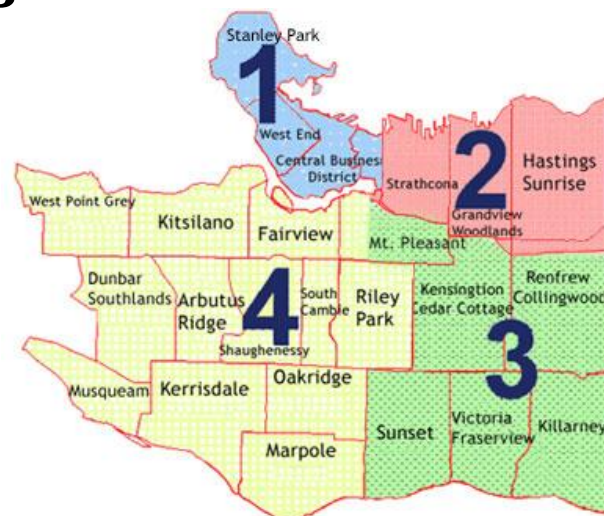 Stanley Park
1
West End
Central Business
District
Strathcona
2
Hastings
Sunrise
Grandview
Woodlands
West Point Grey
Kitsilano
Fairview
Mt. Pleasant
Dunbar
Southlands
Arbutus
Ridge
4
Shaughenessy
South
Cambie
Riley
Park
Kensington
Cedar Cottage
Renfrew
Collingwood
3
Musqueam
Kerrisdale
Oakridge
Marpole
Sunset
Victoria
Fraserview
Killarney